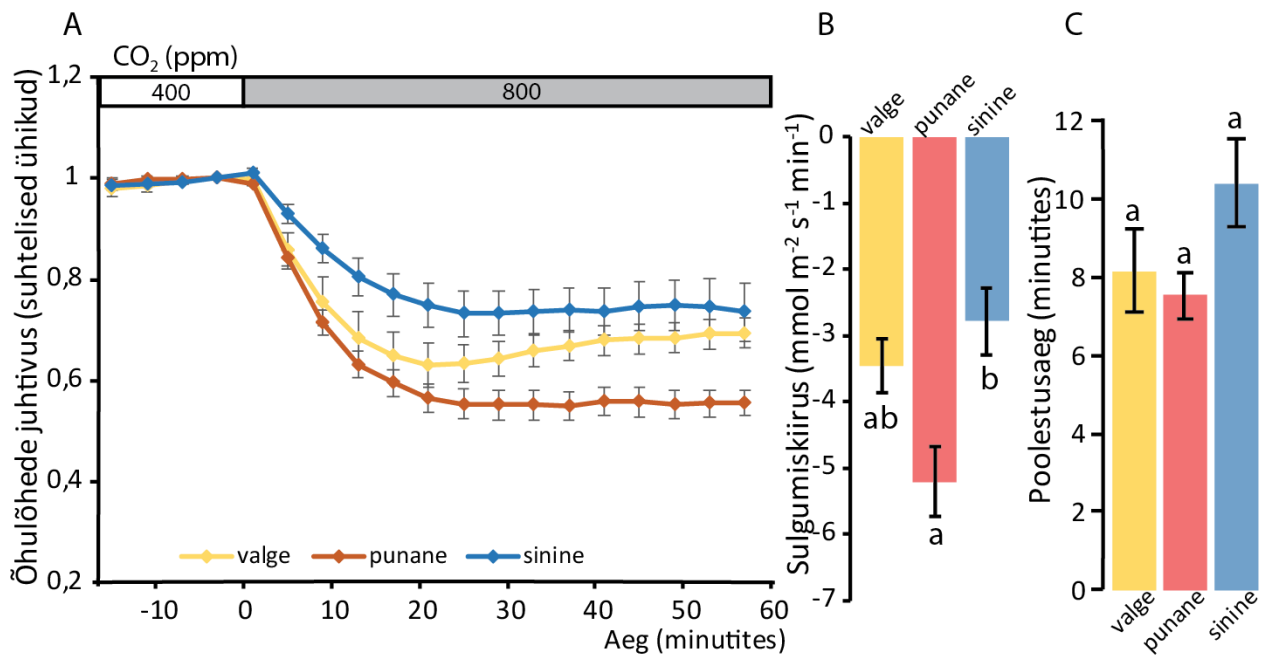 A
CO₂ (ppm)
400
800
Õhulõhede juhtivus (suhtelised ühikud)
1,2
1
0,8
0,6
0,4
0,2
valge
punane
sinine
-10
0
10
20
30
40
50
60
Aeg (minutites)
B
valge
punane
sinine
Sulgumiskiirus (mmol m⁻² s⁻¹ min⁻¹)
0
-1
-2
-3
-4
-5
-6
-7
ab
a
b
C
Poolestusaeg (minutites)
12
10
8
6
4
2
0
a
a
a
valge
punane
sinine